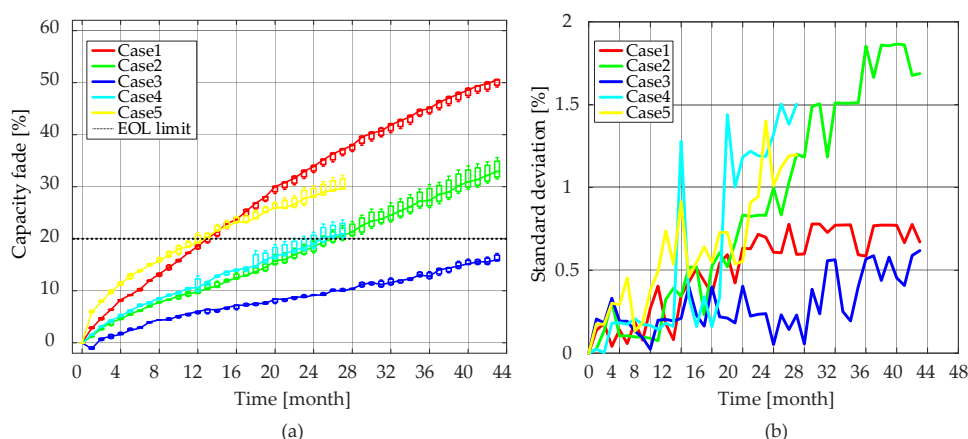 60
50
40
30
20
10
0
Capacity fade [%]
Case1
Case2
Case3
Case4
Case5
EOL limit
0 4 8 12 16 20 24 28 32 36 40 44
Time [month]
(a)
2
1.5
1
0.5
0
Standard deviation [%]
Case1
Case2
Case3
Case4
Case5
0 4 8 12 16 20 24 28 32 36 40 44 48
Time [month]
(b)